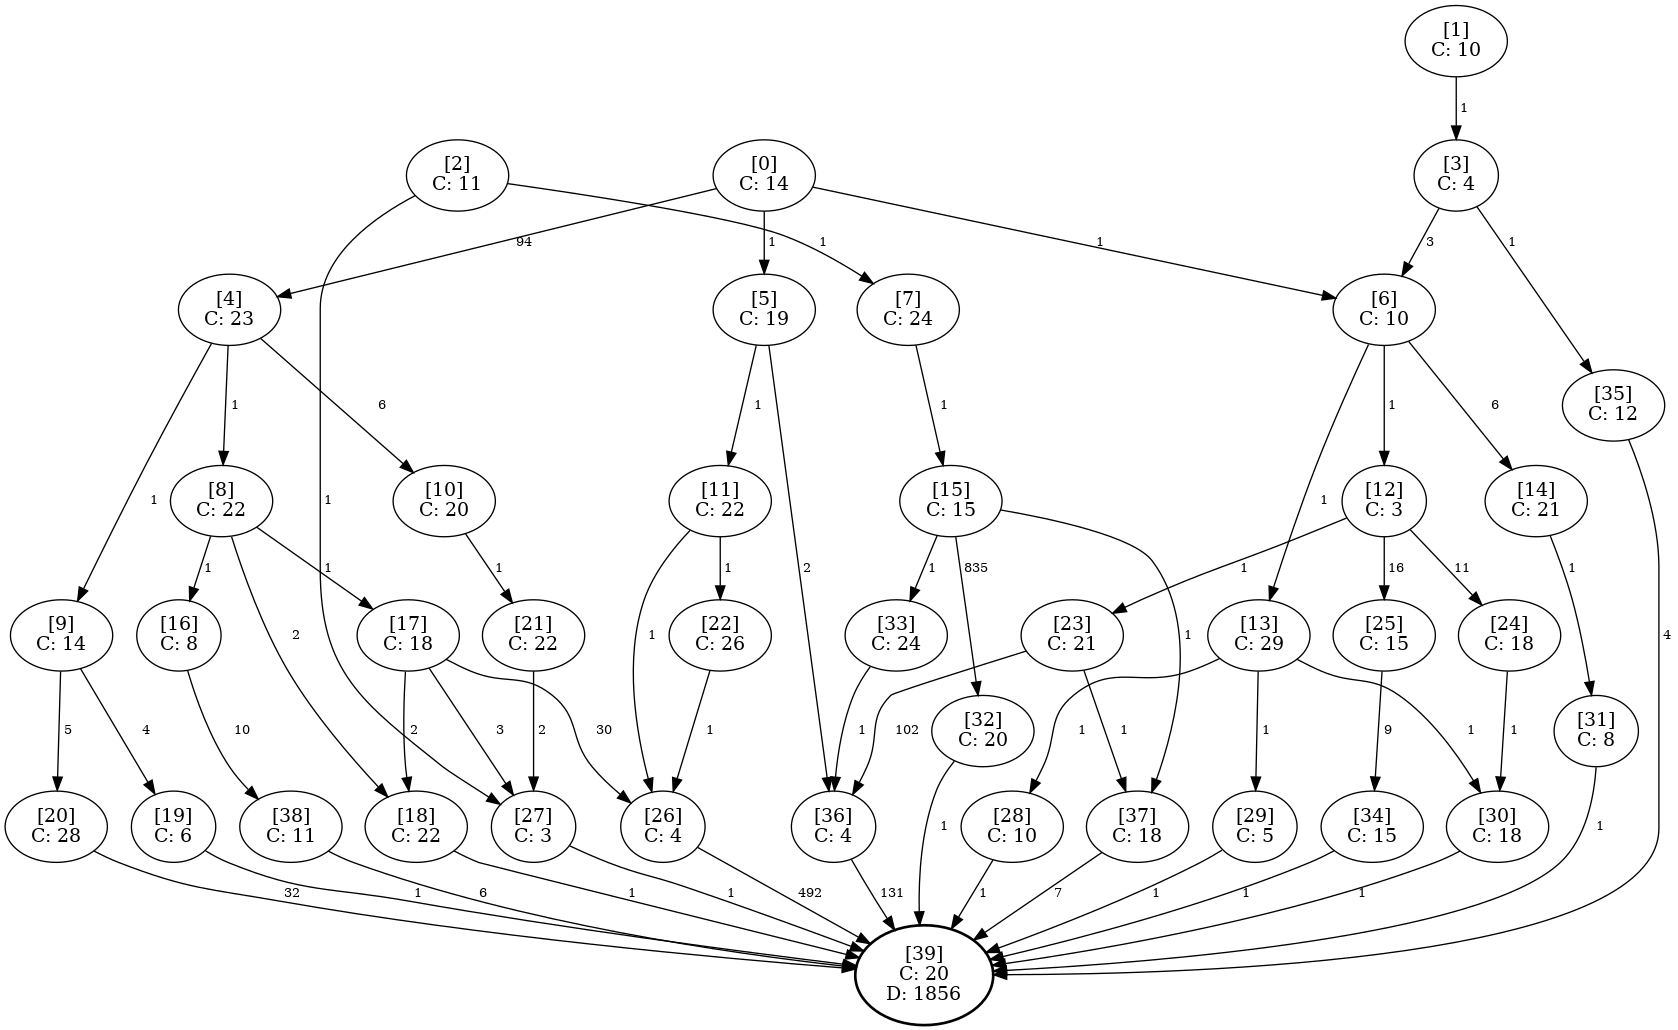 [1]
C: 10
1
[2]
C: 11
[0]
C: 14
[3]
C: 4
94
1
1
1
3
1
[4]
C: 23
[5]
C: 19
[7]
C: 24
[6]
C: 10
[35]
C: 12
1
6
1
1
1
6
[8]
C: 22
[10]
C: 20
[11]
C: 22
[15]
C: 15
[12]
C: 3
[14]
C: 21
1
1
1
1
1
1
1
2
1
835
1
16
11
1
[9]
C: 14
[16]
C: 8
[17]
C: 18
[21]
C: 22
[22]
C: 26
[33]
C: 24
[23]
C: 21
[13]
C: 29
[25]
C: 15
[24]
C: 18
2
1
1
4
[32]
C: 20
[31]
C: 8
5
4
10
2
3
2
30
1
1
102
1
1
1
9
1
1
[20]
C: 28
[19]
C: 6
[38]
C: 11
[18]
C: 22
[27]
C: 3
[26]
C: 4
[36]
C: 4
[28]
C: 10
[37]
C: 18
[29]
C: 5
[34]
C: 15
[30]
C: 18
1
1
32
1
6
1
1
492
131
1
7
1
1
1
[39]
C: 20
D: 1856